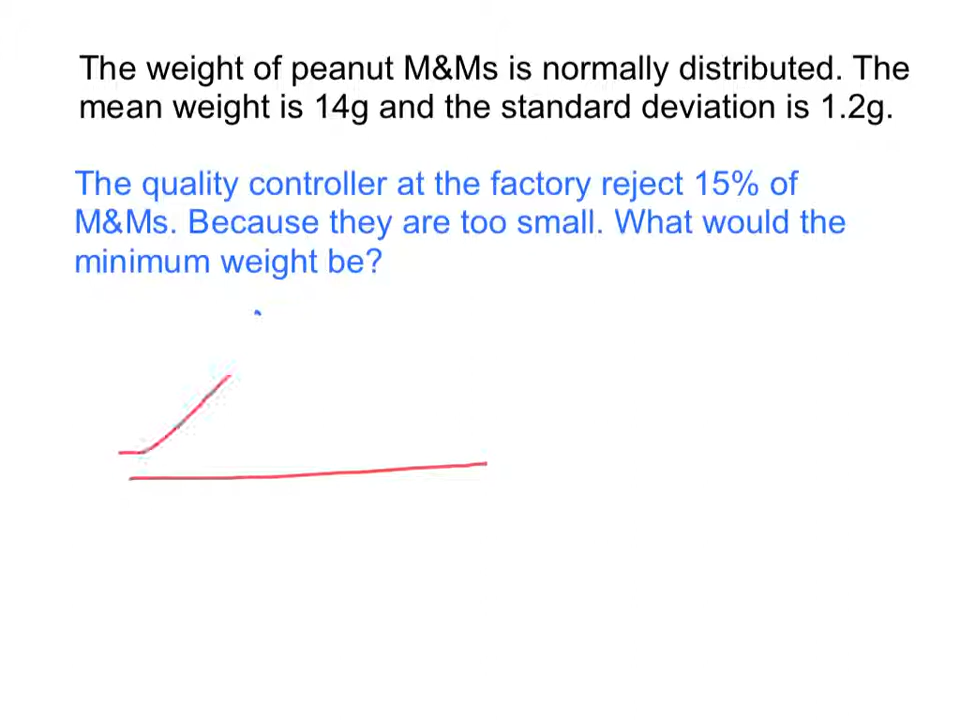 The weight of peanut M&Ms is normally distributed. The
mean weight is 14g and the standard deviation is 1.2g.
The quality controller at the factory reject 15% of
M&Ms. Because they are too small. What would the
minimum weight be?